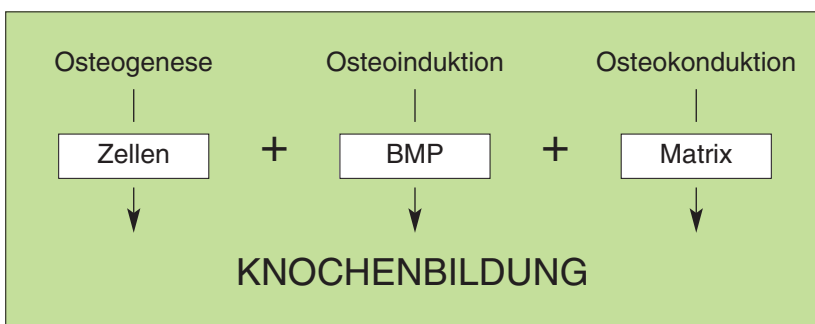 Osteogenese Osteoinduktion Osteokonduktion
Zellen + BMP + Matrix
KNOCHENBILDUNG